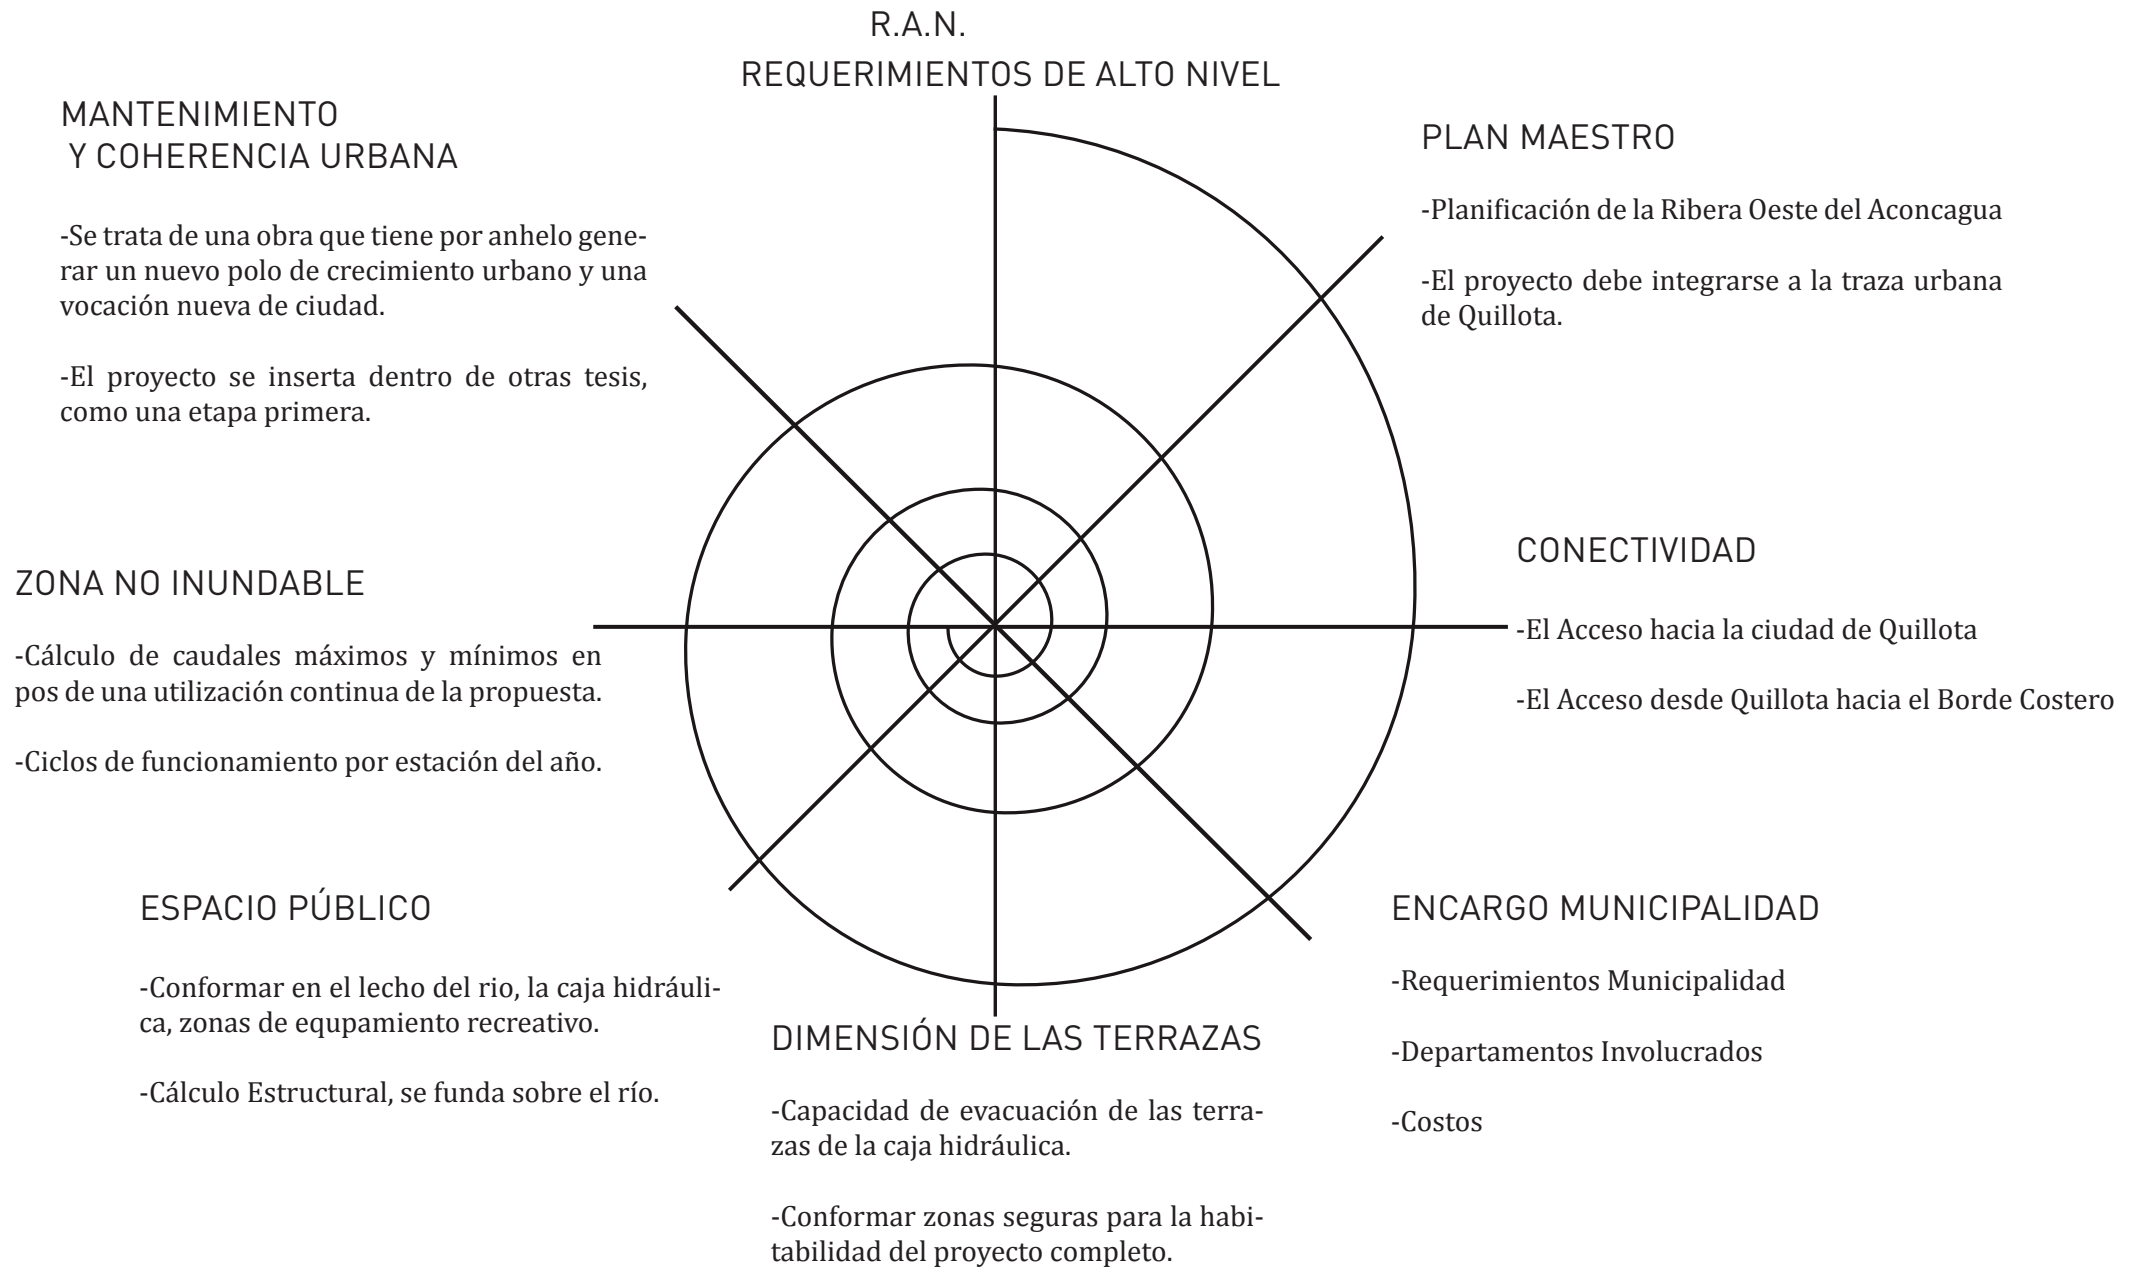 R.A.N.
REQUERIMIENTOS DE ALTO NIVEL
MANTENIMIENTO
Y COHERENCIA URBANA
-Se trata de una obra que tiene por anhelo gene-
rar un nuevo polo de crecimiento urbano y una
vocación nueva de ciudad.
-El proyecto se inserta dentro de otras tesis,
como una etapa primera.
PLAN MAESTRO
-Planificación de la Ribera Oeste del Aconcagua
-El proyecto debe integrarse a la traza urbana
de Quillota.
CONECTIVIDAD
-El Acceso hacia la ciudad de Quillota
-El Acceso desde Quillota hacia el Borde Costero
ZONA NO INUNDABLE
-Cálculo de caudales máximos y mínimos en
pos de una utilización continua de la propuesta.
-Ciclos de funcionamiento por estación del año.
ESPACIO PÚBLICO
-Conformar en el lecho del rio, la caja hidráuli-
ca, zonas de equpamiento recreativo.
-Cálculo Estructural, se funda sobre el río.
DIMENSIÓN DE LAS TERRAZAS
-Capacidad de evacuación de las terra-
zas de la caja hidráulica.
-Conformar zonas seguras para la habi-
tabilidad del proyecto completo.
ENCARGO MUNICIPALIDAD
-Requerimientos Municipalidad
-Departamentos Involucrados
-Costos